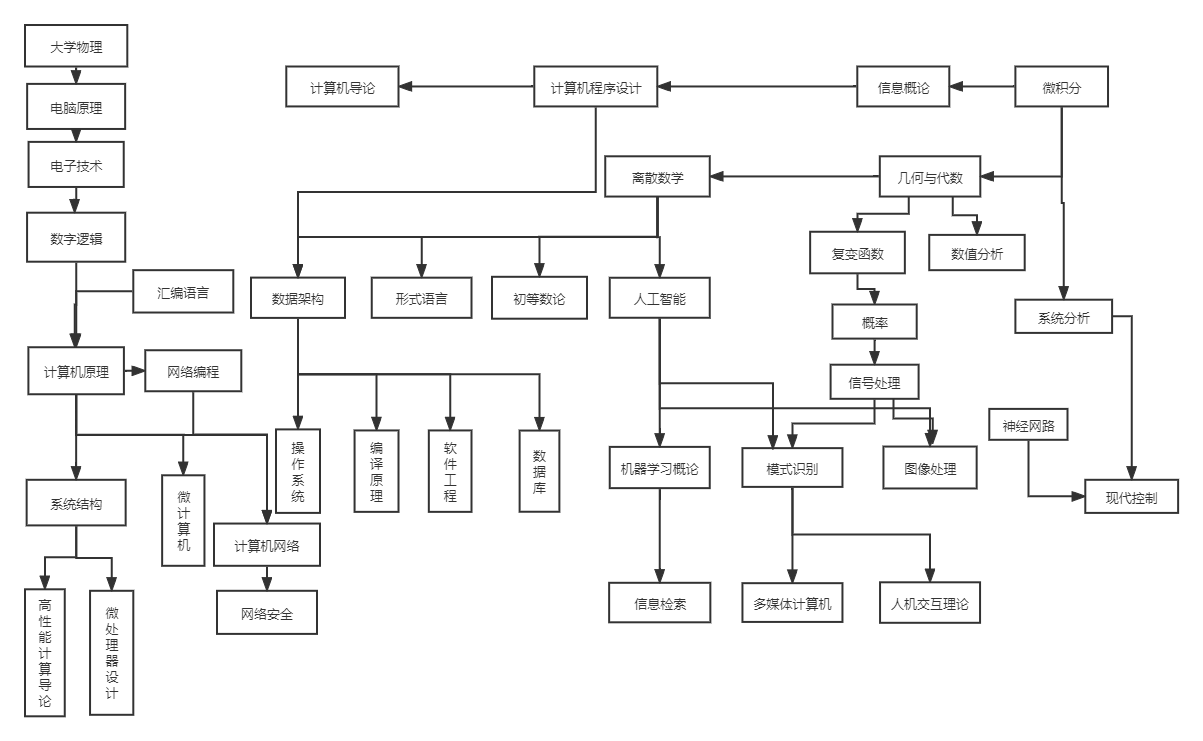 大学物理
电脑原理
电子技术
数字逻辑
汇编语言
计算机原理
网络编程
系统结构
微计算机
计算机网络
网络安全
高性能计算导论
微处理器设计
计算机导论
计算机程序设计
信息概论
微积分
离散数学
几何与代数
复变函数
数值分析
数据架构
形式语言
初等数论
人工智能
概率
系统分析
信号处理
操作系统
编译原理
软件工程
数据库
神经网路
机器学习概论
模式识别
图像处理
现代控制
信息检索
多媒体计算机
人机交互理论